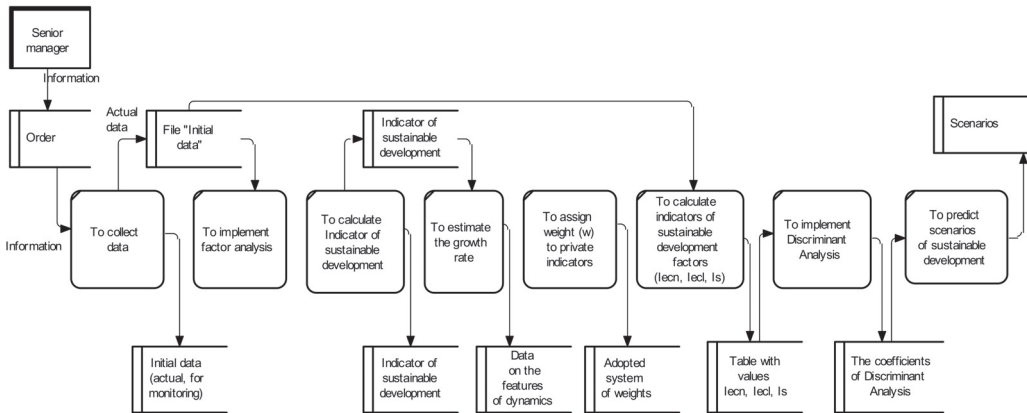 Senior
manager
Information
Order
Actual
data
File "Initial
data"
Indicator of
sustainable
development
Scenarios
Information
To collect
data
To implement
factor analysis
To calculate
Indicator of
sustainable
development
To estimate
the growth
rate
To assign
weight (w)
to private
indicators
To calculate
indicators of
sustainable
development
factors
(Iecn, Iecl, Is)
To implement
Discriminant
Analysis
To predict
scenarios
of sustainable
development
Initial data
(actual, for
monitoring)
Indicator of
sustainable
development
Data
on the
features
of dynamics
Adopted
system
of weights
Table with
values
Iecn, Iecl, Is
The coefficients
of Discriminant
Analysis